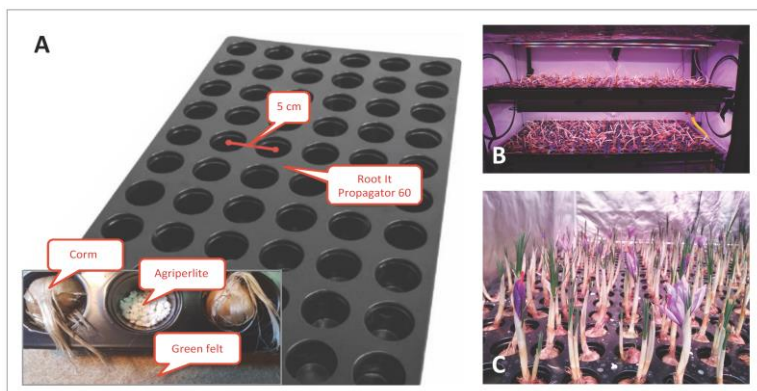 A
5 cm
Root It
Propagator 60
Corm
Agriperlite
Green felt
B
C